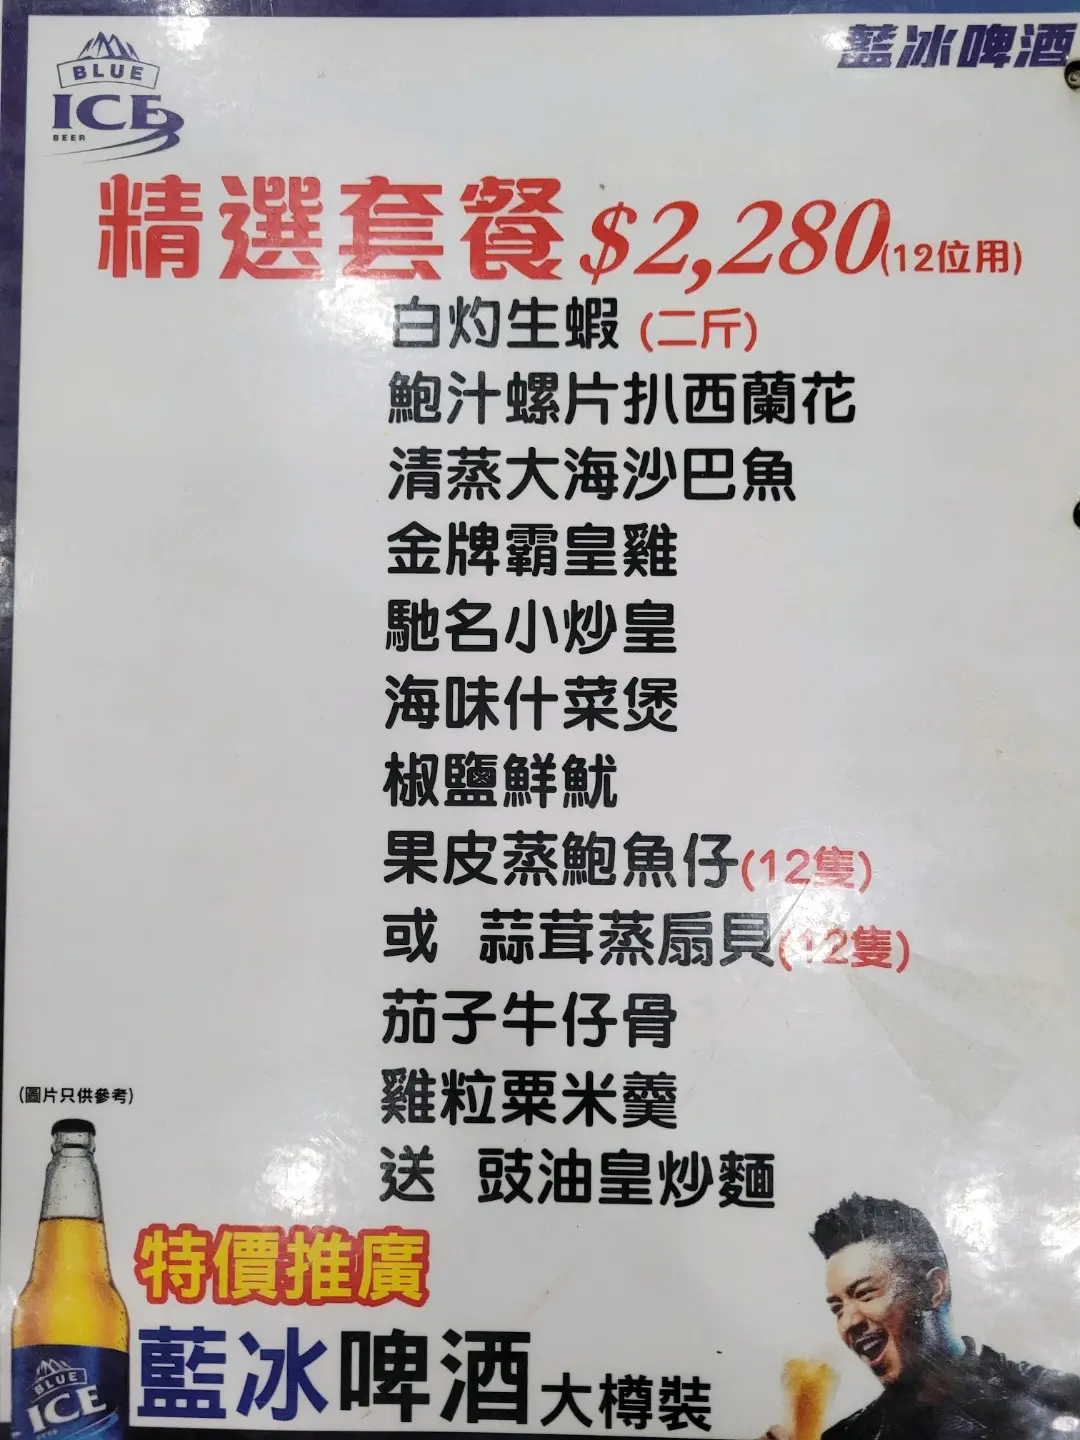 BLUE
ICE
BEER
藍冰啤酒
精選套餐 $2,280(12位用)
白灼生蝦 (二斤)
鮑汁螺片扒西蘭花
清蒸大海沙巴魚
金牌霸皇雞
馳名小炒皇
海味什菜煲
椒鹽鮮魷
果皮蒸鮑魚仔(12隻)
或 蒜茸蒸扇貝(12隻)
茄子牛仔骨
雞粒粟米羹
送 豉油皇炒麵
(圖片只供參考)
特價推廣
藍冰啤酒 大樽裝
BLUE
ICE
BEER